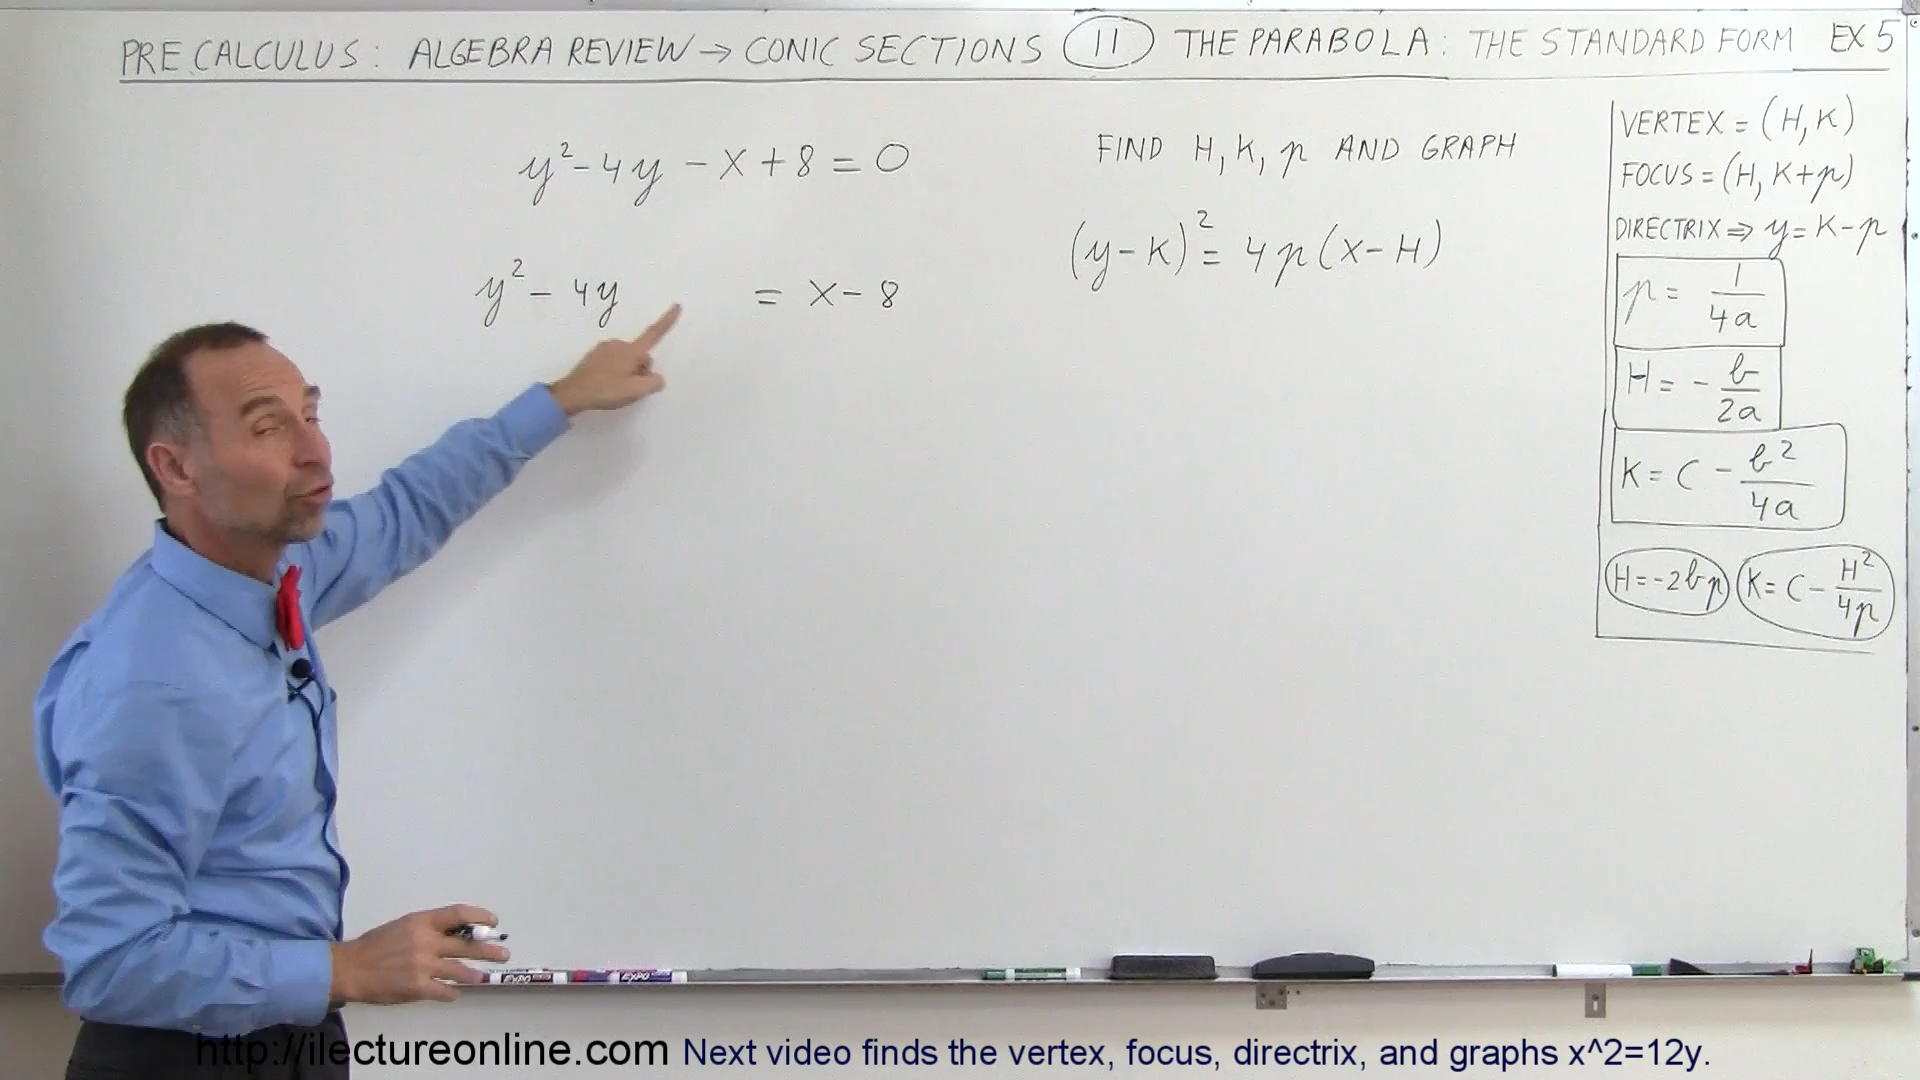 PRE CALCULUS: ALGEBRA REVIEW → CONIC SECTIONS 11 THE PARABOLA: THE STANDARD FORM EX 5
y² - 4y - x + 8 = 0
y² - 4y = x - 8
FIND H, K, p AND GRAPH
(y - K)² = 4p(x - H)
VERTEX = (H, K)
FOCUS = (H, K+p)
DIRECTRIX ⇒ y = K - p
p = 1/4a
H = - b/2a
K = C - b²/4a
H = -2bp K = C - H²/4p
EXPO EXPO
http://ilectureonline.com Next video finds the vertex, focus, directrix, and graphs x^2=12y.